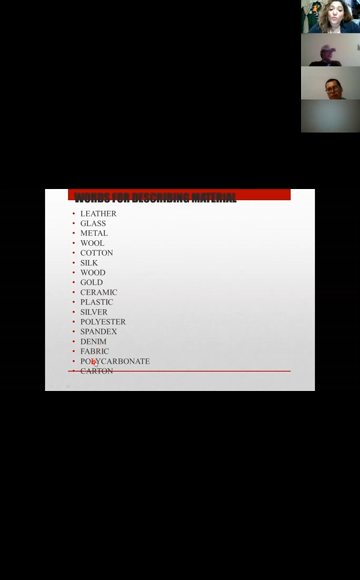 WORDS FOR DESCRIBING MATERIAL
• LEATHER
• GLASS
• METAL
• WOOL
• COTTON
• SILK
• WOOD
• GOLD
• CERAMIC
• PLASTIC
• SILVER
• POLYESTER
• SPANDEX
• DENIM
• FABRIC
• POLYCARBONATE
• CARTON